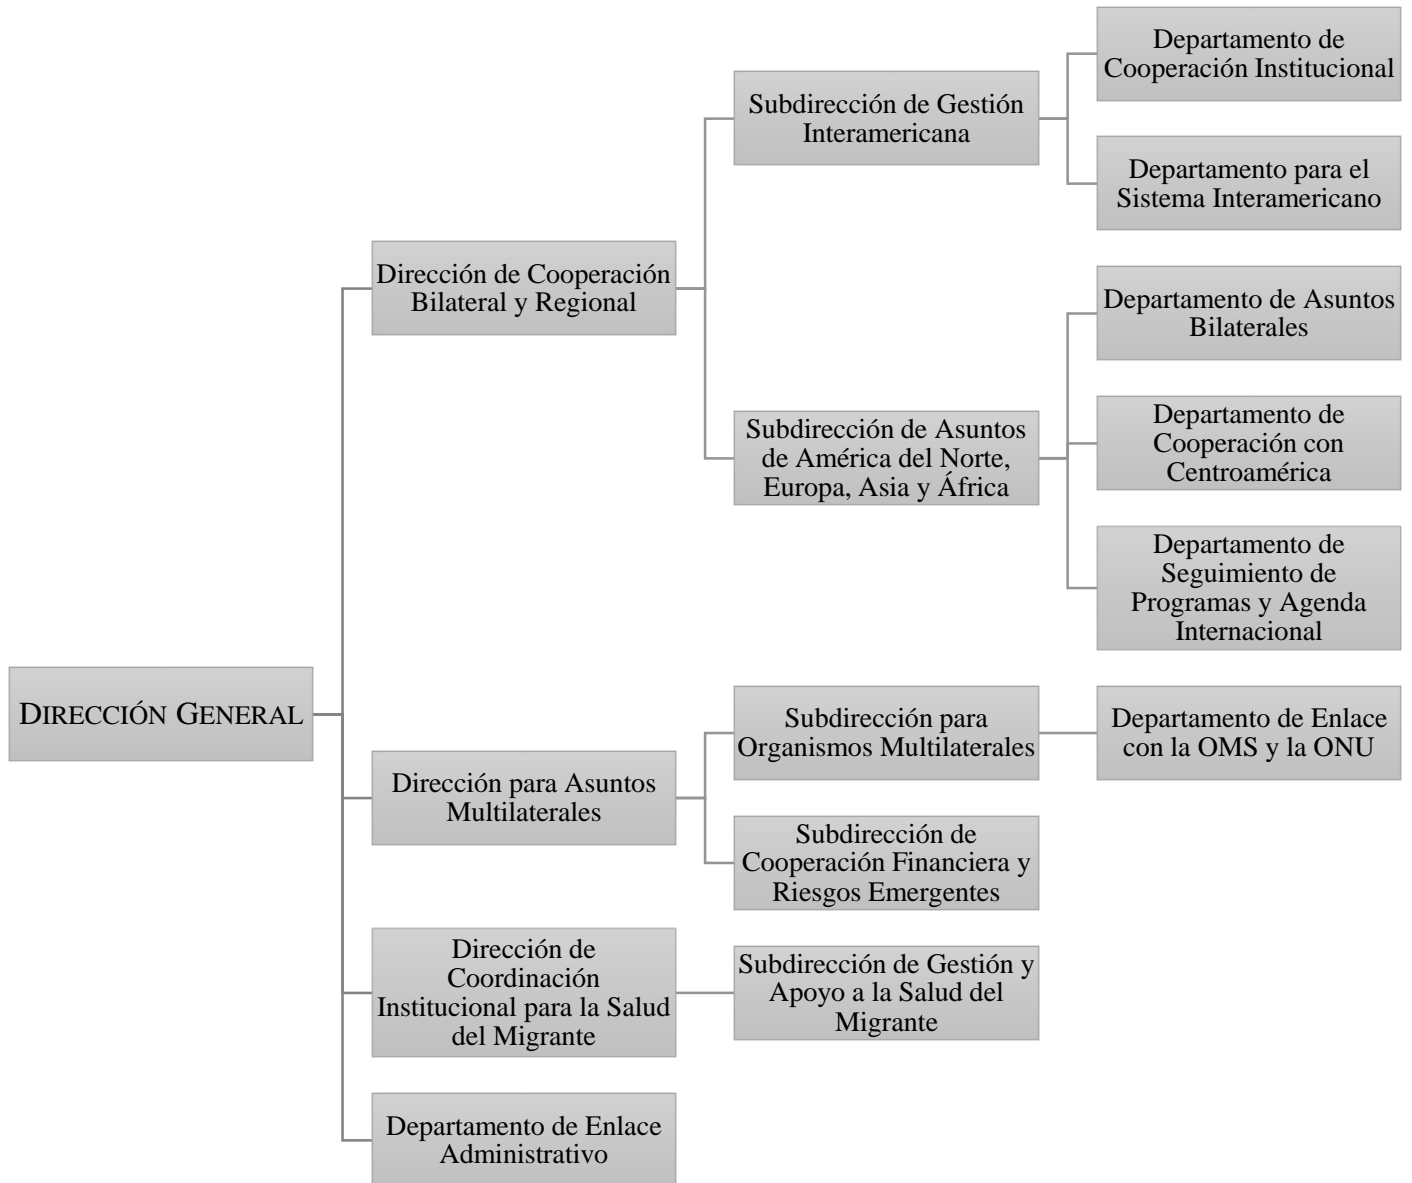 DIRECCIÓN GENERAL
Dirección de Cooperación
Bilateral y Regional
Subdirección de Gestión
Interamericana
Departamento de
Cooperación Institucional
Departamento para el
Sistema Interamericano
Subdirección de Asuntos
de América del Norte,
Europa, Asia y África
Departamento de Asuntos
Bilaterales
Departamento de
Cooperación con
Centroamérica
Departamento de
Seguimiento de
Programas y Agenda
Internacional
Dirección para Asuntos
Multilaterales
Subdirección para
Organismos Multilaterales
Departamento de Enlace
con la OMS y la ONU
Subdirección de
Cooperación Financiera y
Riesgos Emergentes
Dirección de
Coordinación
Institucional para la Salud
del Migrante
Subdirección de Gestión y
Apoyo a la Salud del
Migrante
Departamento de Enlace
Administrativo